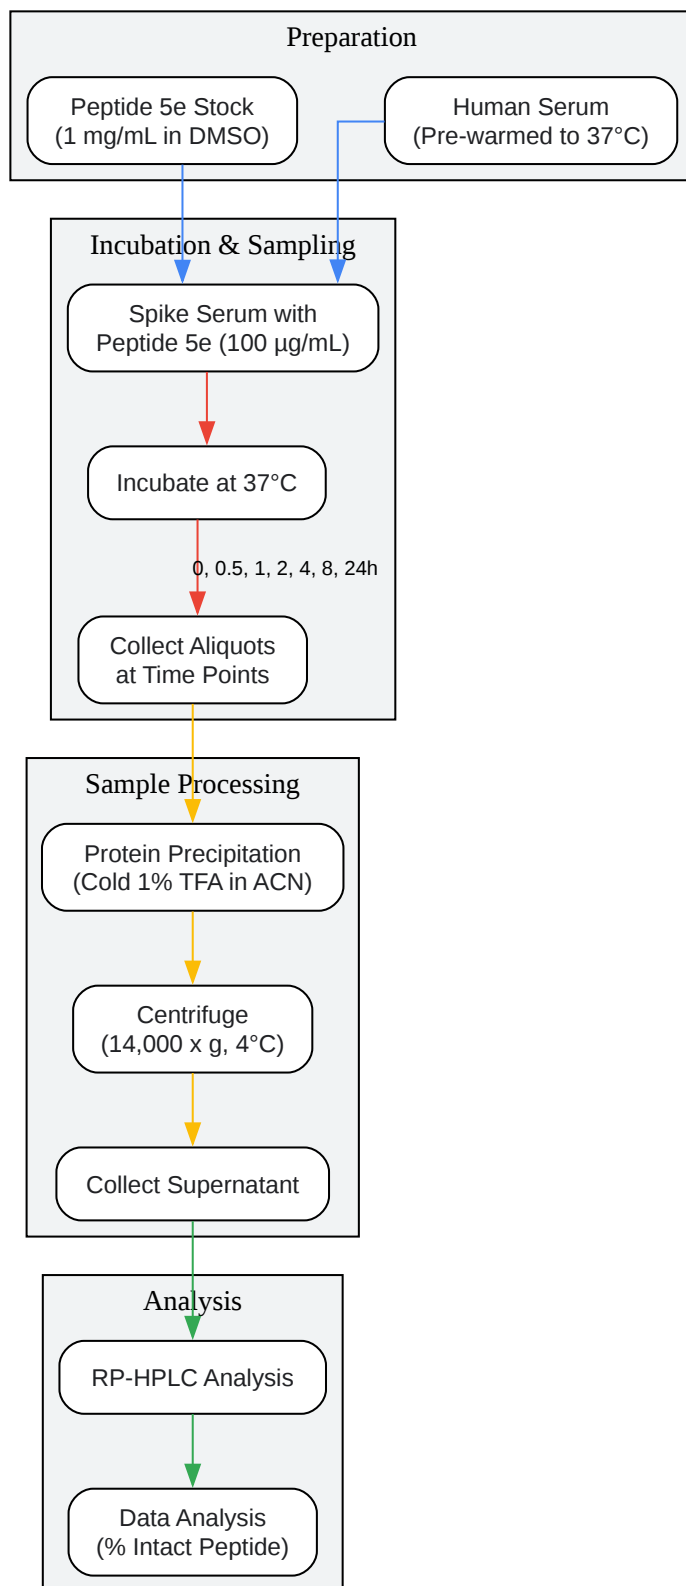 Preparation
Peptide 5e Stock
(1 mg/mL in DMSO)
Human Serum
(Pre-warmed to 37°C)
Incubation & Sampling
Spike Serum with
Peptide 5e (100 µg/mL)
Incubate at 37°C
0, 0.5, 1, 2, 4, 8, 24h
Collect Aliquots
at Time Points
Sample Processing
Protein Precipitation
(Cold 1% TFA in ACN)
Centrifuge
(14,000 x g, 4°C)
Collect Supernatant
Analysis
RP-HPLC Analysis
Data Analysis
(% Intact Peptide)